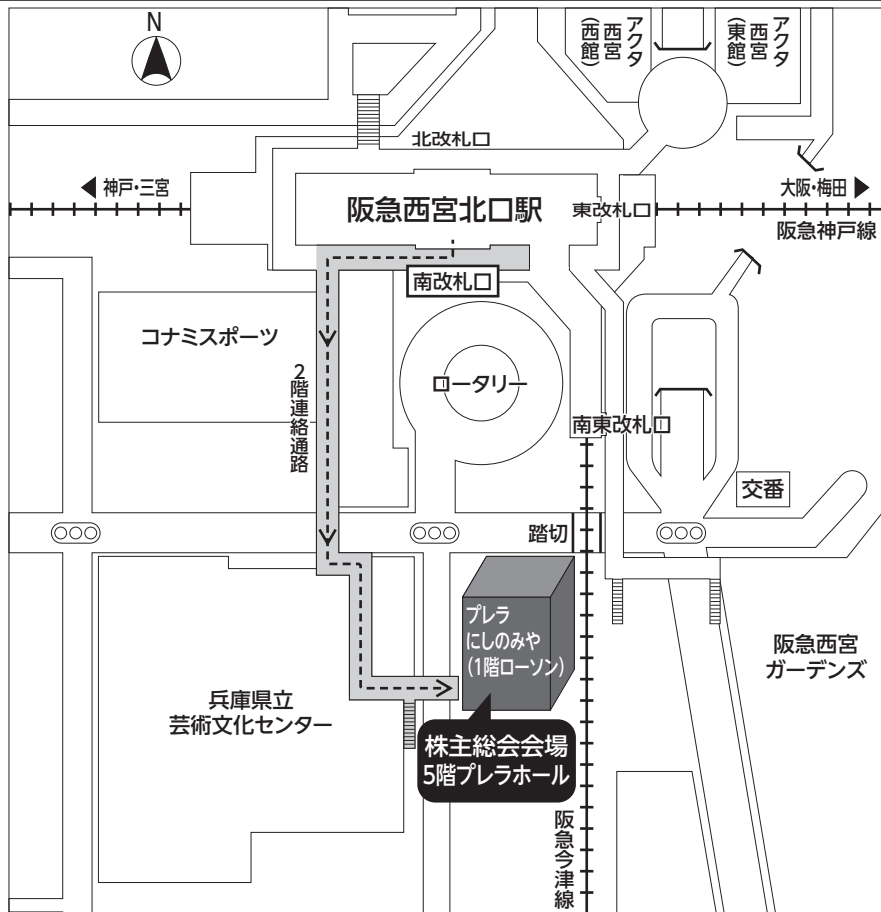 N
アクタ
西宮
(西館)
アクタ
西宮
(東館)
北改札口
神戸・三宮
阪急西宮北口駅
東改札口
大阪・梅田
阪急神戸線
南改札口
コナミスポーツ
2階連絡通路
ロータリー
南東改札口
交番
踏切
プレラ
にしのみや
(1階ローソン)
阪急西宮
ガーデンズ
兵庫県立
芸術文化センター
株主総会会場
5階プレラホール
阪急今津線